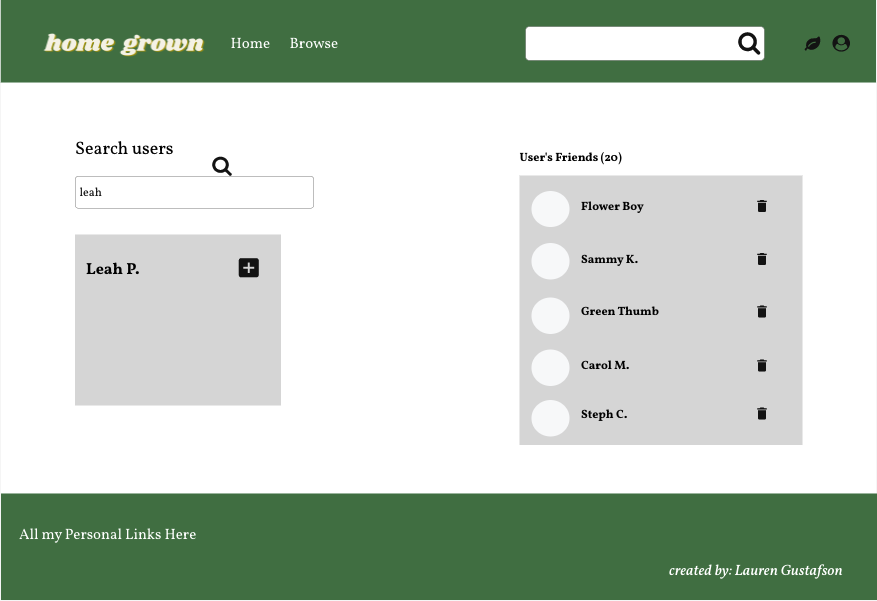 home grown
Home
Browse
Search users
leah
Leah P.
User's Friends (20)
Flower Boy
Sammy K.
Green Thumb
Carol M.
Steph C.
All my Personal Links Here
created by: Lauren Gustafson